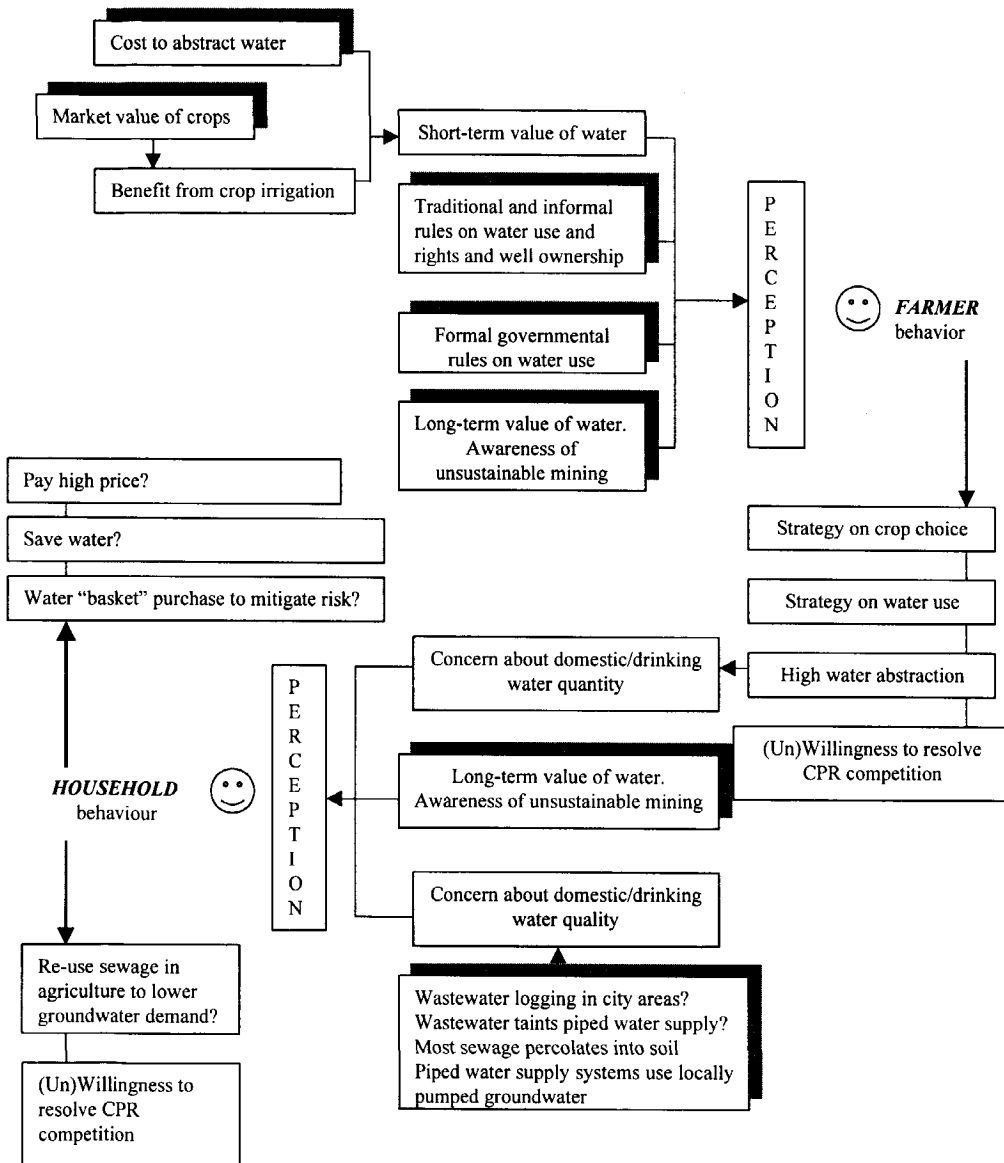 Cost to abstract water
Market value of crops
Benefit from crop irrigation
Short-term value of water
Traditional and informal
rules on water use and
rights and well ownership
Formal governmental
rules on water use
Long-term value of water.
Awareness of
unsustainable mining
P
E
R
C
E
P
T
I
O
N
FARMER
behavior
Strategy on crop choice
Strategy on water use
High water abstraction
(Un)Willingness to resolve
CPR competition
Concern about domestic/drinking
water quantity
Long-term value of water.
Awareness of unsustainable mining
Concern about domestic/drinking
water quality
Wastewater logging in city areas?
Wastewater taints piped water supply?
Most sewage percolates into soil
Piped water supply systems use locally
pumped groundwater
P
E
R
C
E
P
T
I
O
N
HOUSEHOLD
behaviour
Pay high price?
Save water?
Water “basket” purchase to mitigate risk?
Re-use sewage in
agriculture to lower
groundwater demand?
(Un)Willingness to
resolve CPR
competition